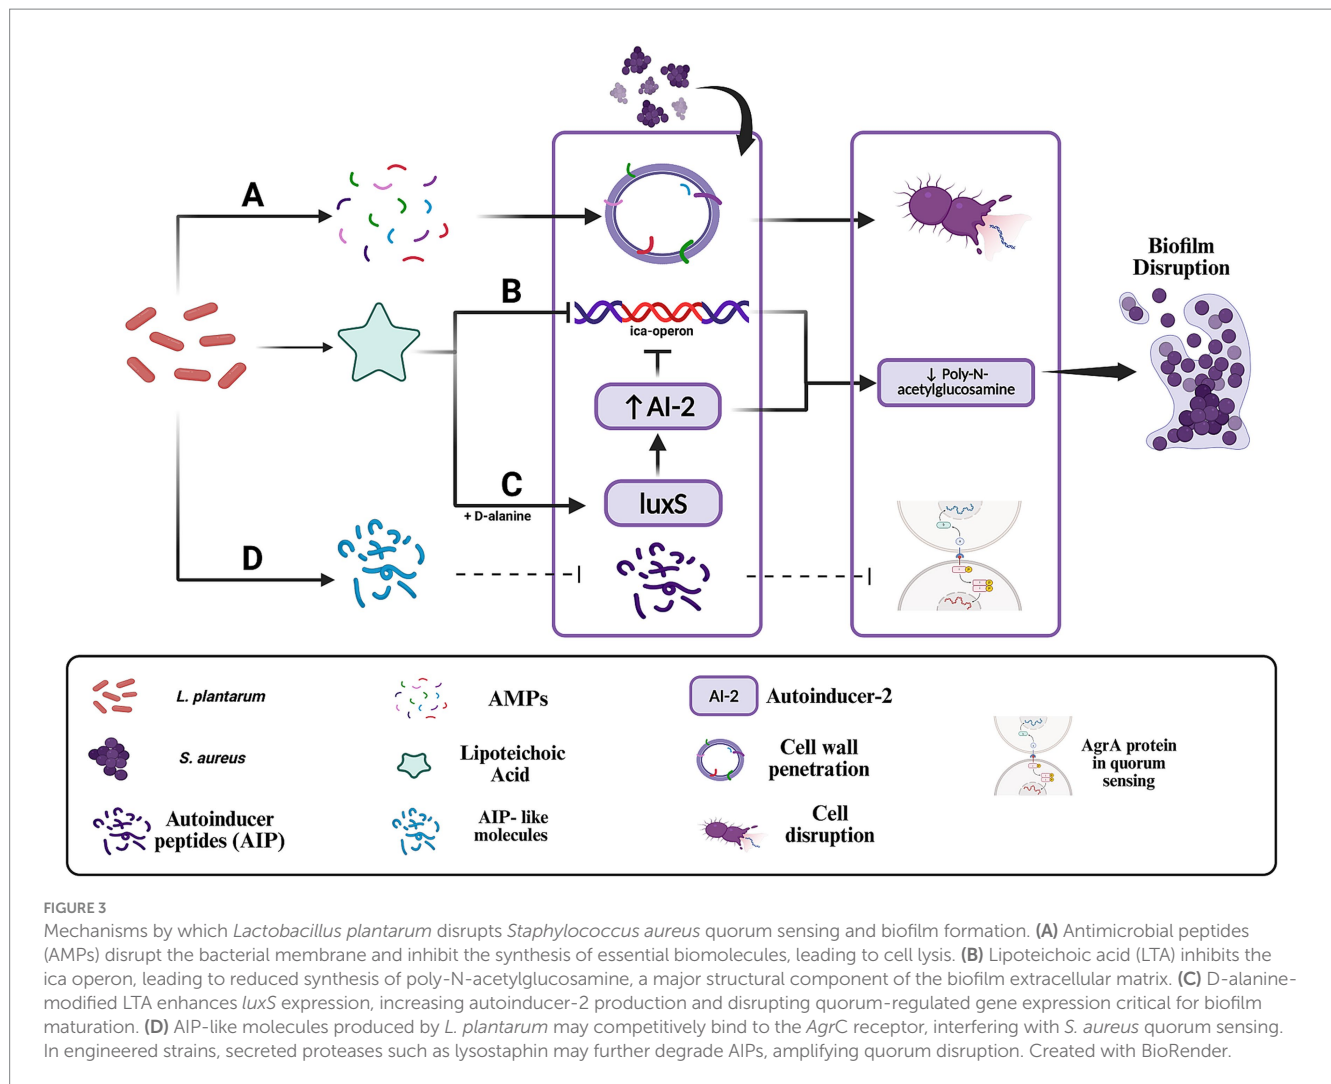 A
B
ica-operon
↑ AI-2
C
+ D-alanine
luxS
D
↓ Poly-N-
acetylglucosamine
Biofilm
Disruption
L. plantarum
AMPs
AI-2
Autoinducer-2
S. aureus
Lipoteichoic
Acid
Cell wall
penetration
AgrA protein
in quorum
sensing
Autoinducer
peptides (AIP)
AIP- like
molecules
Cell
disruption
FIGURE 3
Mechanisms by which Lactobacillus plantarum disrupts Staphylococcus aureus quorum sensing and biofilm formation. (A) Antimicrobial peptides
(AMPs) disrupt the bacterial membrane and inhibit the synthesis of essential biomolecules, leading to cell lysis. (B) Lipoteichoic acid (LTA) inhibits the
ica operon, leading to reduced synthesis of poly-N-acetylglucosamine, a major structural component of the biofilm extracellular matrix. (C) D-alanine-
modified LTA enhances luxS expression, increasing autoinducer-2 production and disrupting quorum-regulated gene expression critical for biofilm
maturation. (D) AIP-like molecules produced by L. plantarum may competitively bind to the AgrC receptor, interfering with S. aureus quorum sensing.
In engineered strains, secreted proteases such as lysostaphin may further degrade AIPs, amplifying quorum disruption. Created with BioRender.